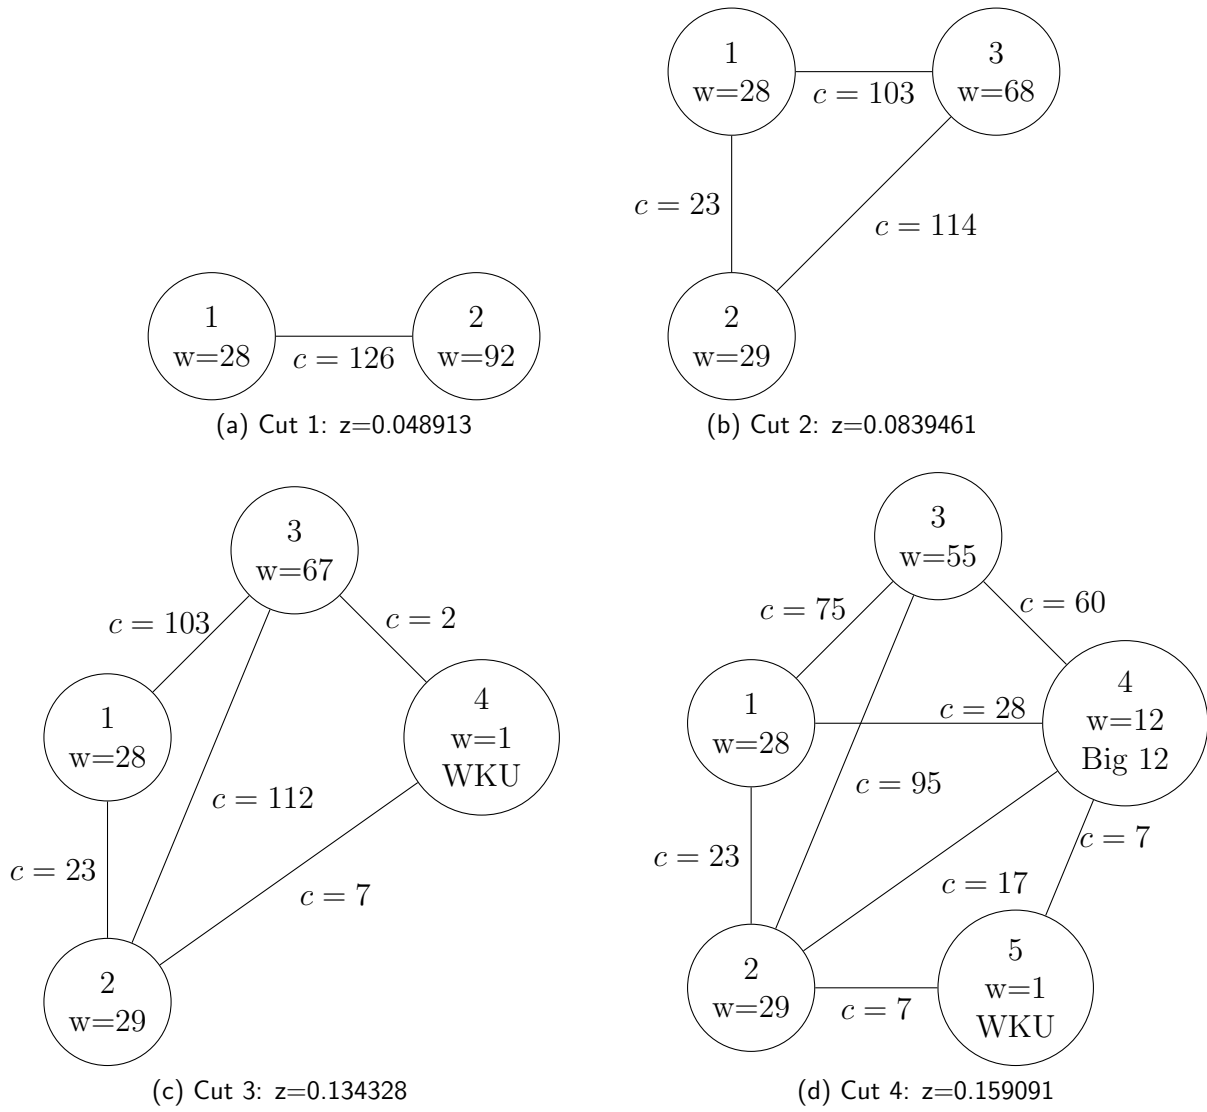 1
w=28
c = 126
2
w=92
(a) Cut 1: z=0.048913
1
w=28
c = 103
3
w=68
c = 23
c = 114
2
w=29
(b) Cut 2: z=0.0839461
3
w=67
c = 103
c = 2
1
w=28
4
w=1
WKU
c = 112
c = 23
c = 7
2
w=29
(c) Cut 3: z=0.134328
3
w=55
c = 75
c = 60
1
w=28
c = 28
4
w=12
Big 12
c = 95
c = 7
c = 23
c = 17
2
w=29
c = 7
5
w=1
WKU
(d) Cut 4: z=0.159091